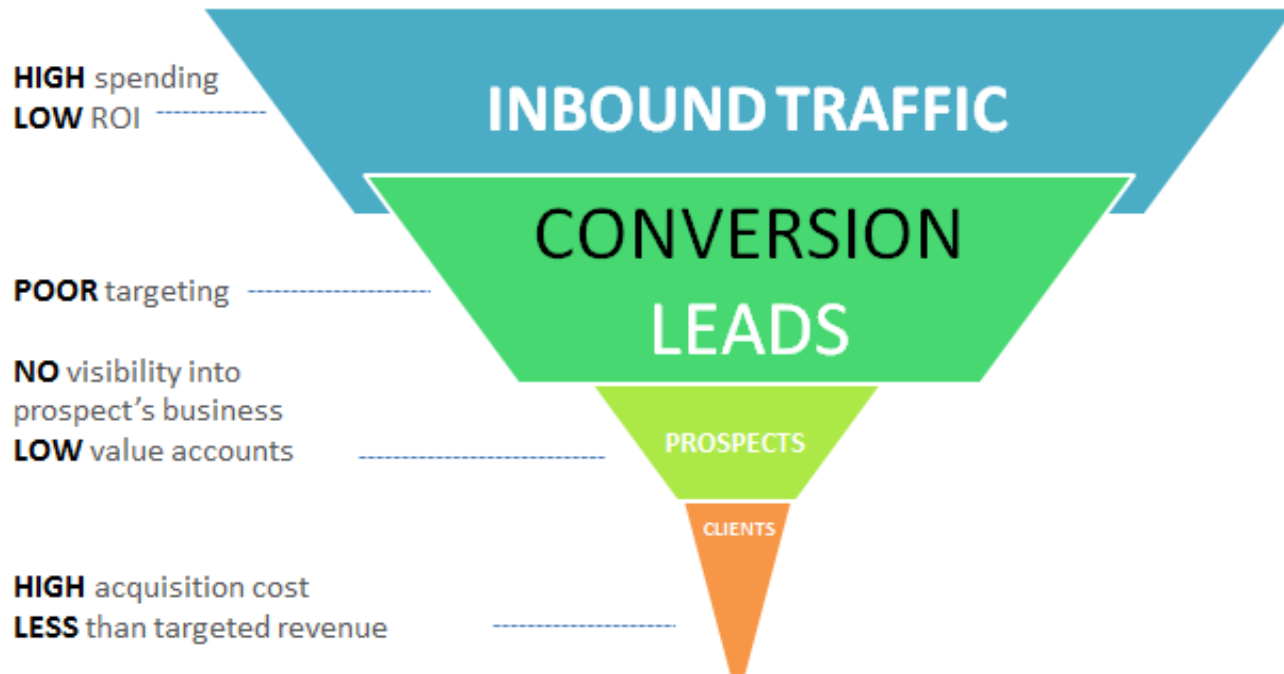 HIGH spending
LOW ROI
INBOUND TRAFFIC
CONVERSION
LEADS
POOR targeting
NO visibility into
prospect’s business
LOW value accounts
PROSPECTS
CLIENTS
HIGH acquisition cost
LESS than targeted revenue